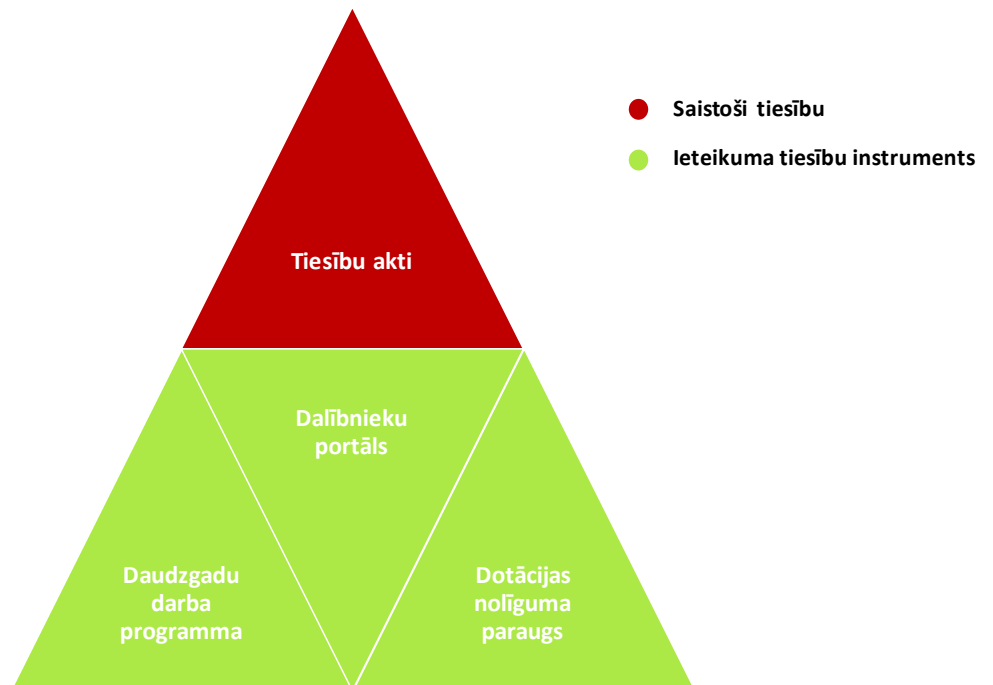 Saistoši tiesību
Ieteikuma tiesību instruments
Tiesību akti
Dalībnieku
portāls
Daudzgadu
darba
programma
Dotācijas
nolīguma
paraugs